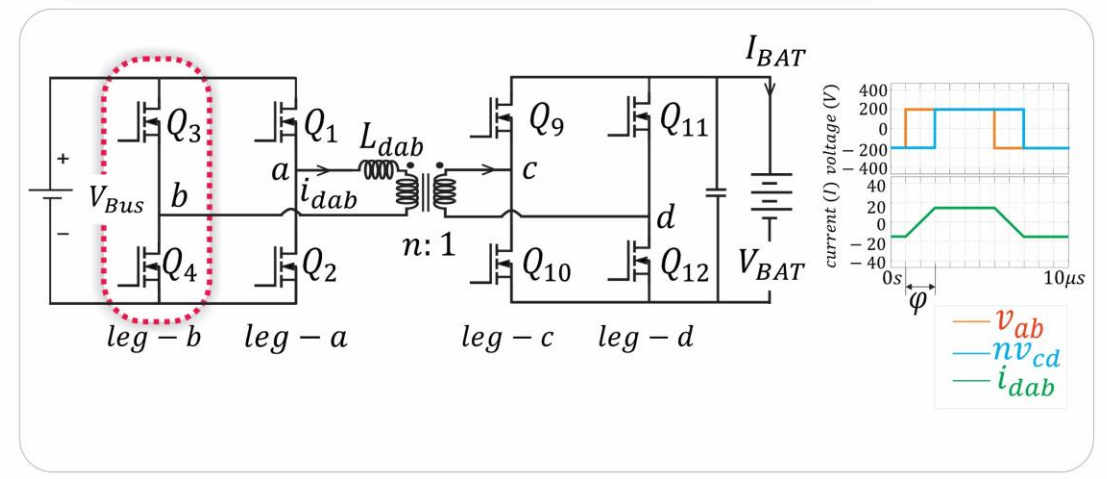 I_BAT
Q_3
Q_1
L_dab
Q_9
Q_11
+
V_Bus
−
b
a
i_dab
n: 1
c
d
Q_4
Q_2
Q_10
Q_12
V_BAT
leg − b
leg − a
leg − c
leg − d
voltage (V)
400
200
0
− 200
− 400
current (I)
40
20
0
− 20
− 40
0s
10μs
φ
v_ab
nv_cd
i_dab